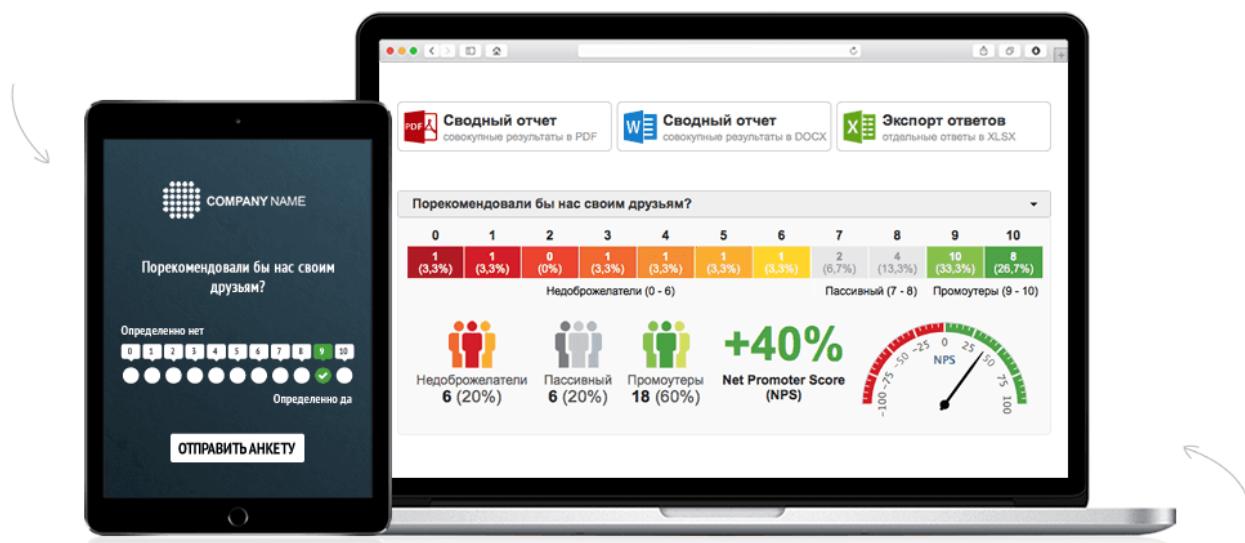 COMPANY NAME
Порекомендовали бы нас своим
друзьям?
Определенно нет
0 1 2 3 4 5 6 7 8 9 10
Определенно да
ОТПРАВИТЬ АНКЕТУ
PDF
Сводный отчет
совокупные результаты в PDF
W
Сводный отчет
совокупные результаты в DOCX
X
Экспорт ответов
отдельные ответы в XLSX
Порекомендовали бы нас своим друзьям?
0 1 2 3 4 5 6 7 8 9 10
1 1 0 1 1 1 1 2 4 10 8
(3,3%) (3,3%) (0%) (3,3%) (3,3%) (3,3%) (3,3%) (6,7%) (13,3%) (33,3%) (26,7%)
Недоброжелатели (0 - 6) Пассивный (7 - 8) Промоутеры (9 - 10)
Недоброжелатели
6 (20%)
Пассивный
6 (20%)
Промоутеры
18 (60%)
+40%
Net Promoter Score
(NPS)
-100 -75 -50 -25 0 25 50 75 100
NPS